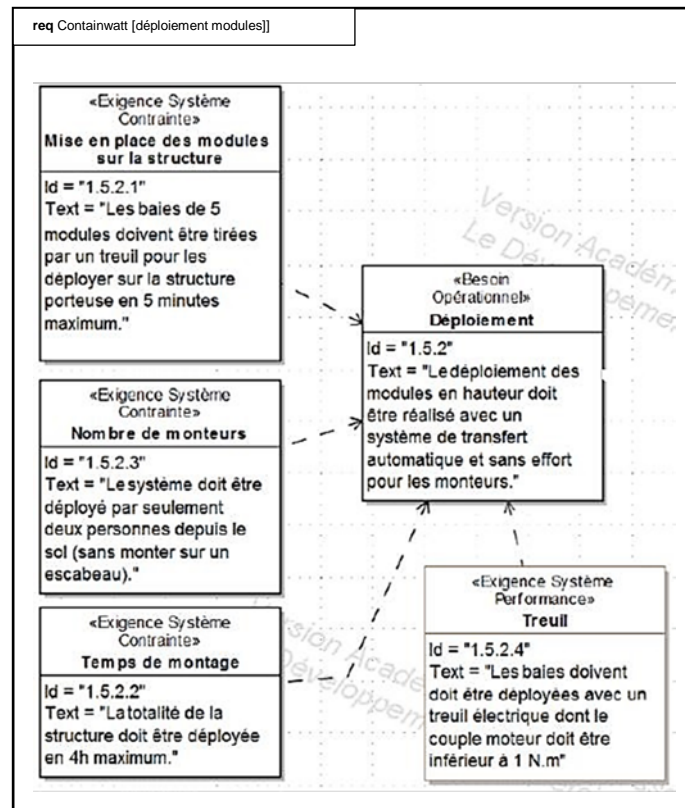 req Containwatt [déploiement modules]]
«Exigence Système
Contrainte»
Mise en place des modules
sur la structure
Id = "1.5.2.1"
Text = "Les baies de 5
modules doivent être tirées
par un treuil pour les
déployer sur la structure
porteuse en 5 minutes
maximum."
«Exigence Système
Contrainte»
Nombre de monteurs
Id = "1.5.2.3"
Text = "Le système doit être
déployé par seulement
deux personnes depuis le
sol (sans monter sur un
escabeau)."
«Exigence Système
Contrainte»
Temps de montage
Id = "1.5.2.2"
Text = "La totalité de la
structure doit être déployée
en 4h maximum."
«Besoin
Opérationnel»
Déploiement
Id = "1.5.2"
Text = "Le déploiement des
modules en hauteur doit
être réalisé avec un
système de transfert
automatique et sans effort
pour les monteurs."
«Exigence Système
Performance»
Treuil
Id = "1.5.2.4"
Text = "Les baies doivent
doit être déployées avec un
treuil électrique dont le
couple moteur doit être
inférieur à 1 N.m"
Version Académ
Le Dé